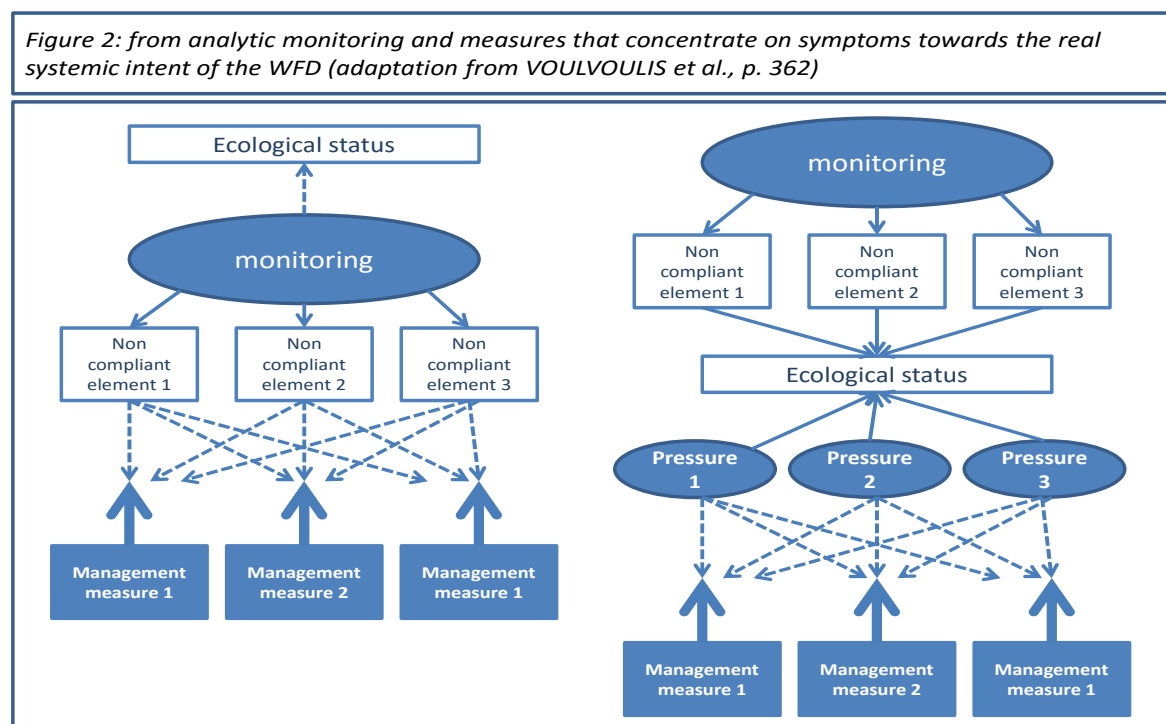 Figure 2: from analytic monitoring and measures that concentrate on symptoms towards the real
systemic intent of the WFD (adaptation from VOULVOULIS et al., p. 362)
Ecological status
monitoring
Non
compliant
element 1
Non
compliant
element 2
Non
compliant
element 3
Management
measure 1
Management
measure 2
Management
measure 1
monitoring
Non
compliant
element 1
Non
compliant
element 2
Non
compliant
element 3
Ecological status
Pressure
1
Pressure
2
Pressure
3
Management
measure 1
Management
measure 2
Management
measure 1